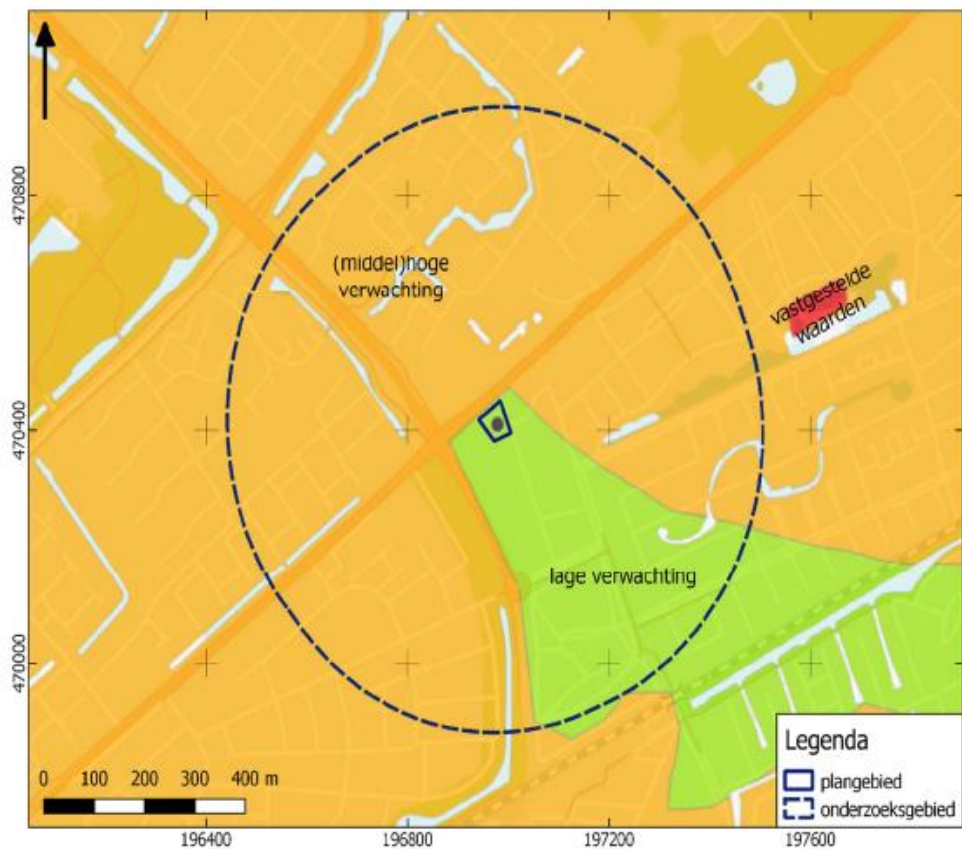 470800
470400
470000
(middel)hoge
verwachting
vastgestelde
waarden
lage verwachting
0 100 200 300 400 m
Legenda
plangebied
onderzoeksgebied
196400 196800 197200 197600